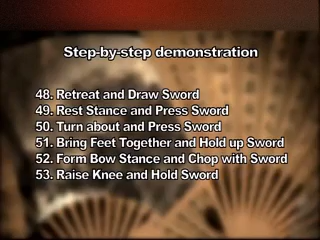 Step-by-step demonstration
48. Retreat and Draw Sword
49. Rest Stance and Press Sword
50. Turn about and Press Sword
51. Bring Feet Together and Hold up Sword
52. Form Bow Stance and Chop with Sword
53. Raise Knee and Hold Sword